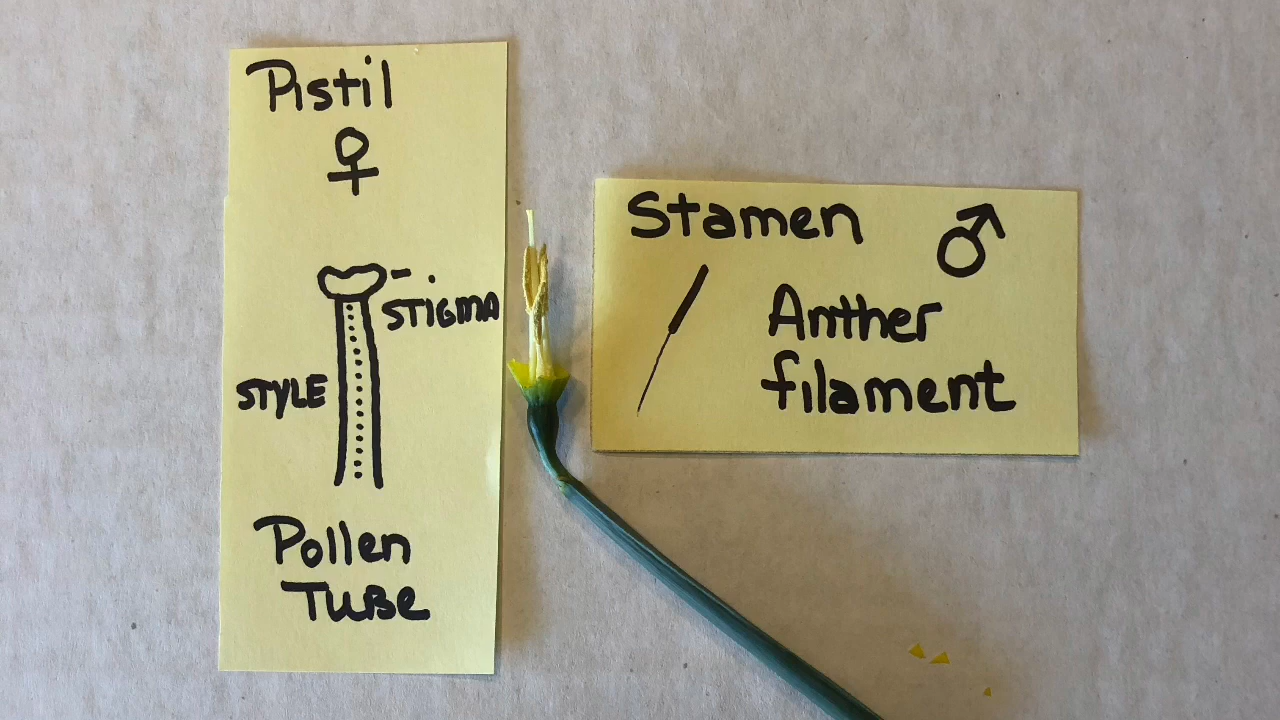 Pistil
♀
STIGMA
STYLE
Pollen
TUBe
Stamen ♂
Anther
filament